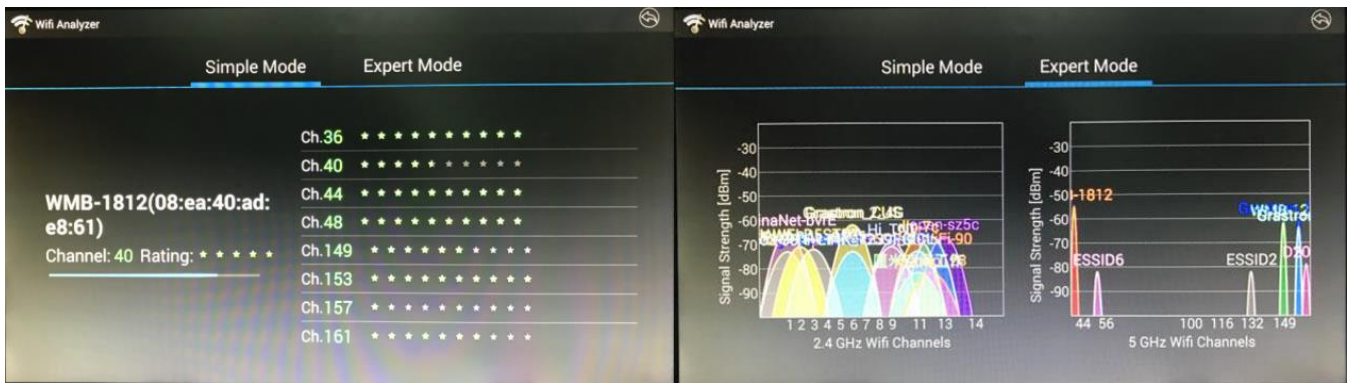 Wifi Analyzer
Simple Mode
Expert Mode
WMB-1812(08:ea:40:ad:
e8:61)
Channel: 40 Rating:
Ch.36
Ch.40
Ch.44
Ch.48
Ch.149
Ch.153
Ch.157
Ch.161
Wifi Analyzer
Simple Mode
Expert Mode
Signal Strength [dBm]
-30
-40
-50
-60
-70
-80
-90
1 2 3 4 5 6 7 8 9 11 13 14
2.4 GHz Wifi Channels
Signal Strength [dBm]
-30
-40
-50
-60
-70
-80
-90
-1812
ESSID6
ESSID2
44 56 100 116 132 149
5 GHz Wifi Channels